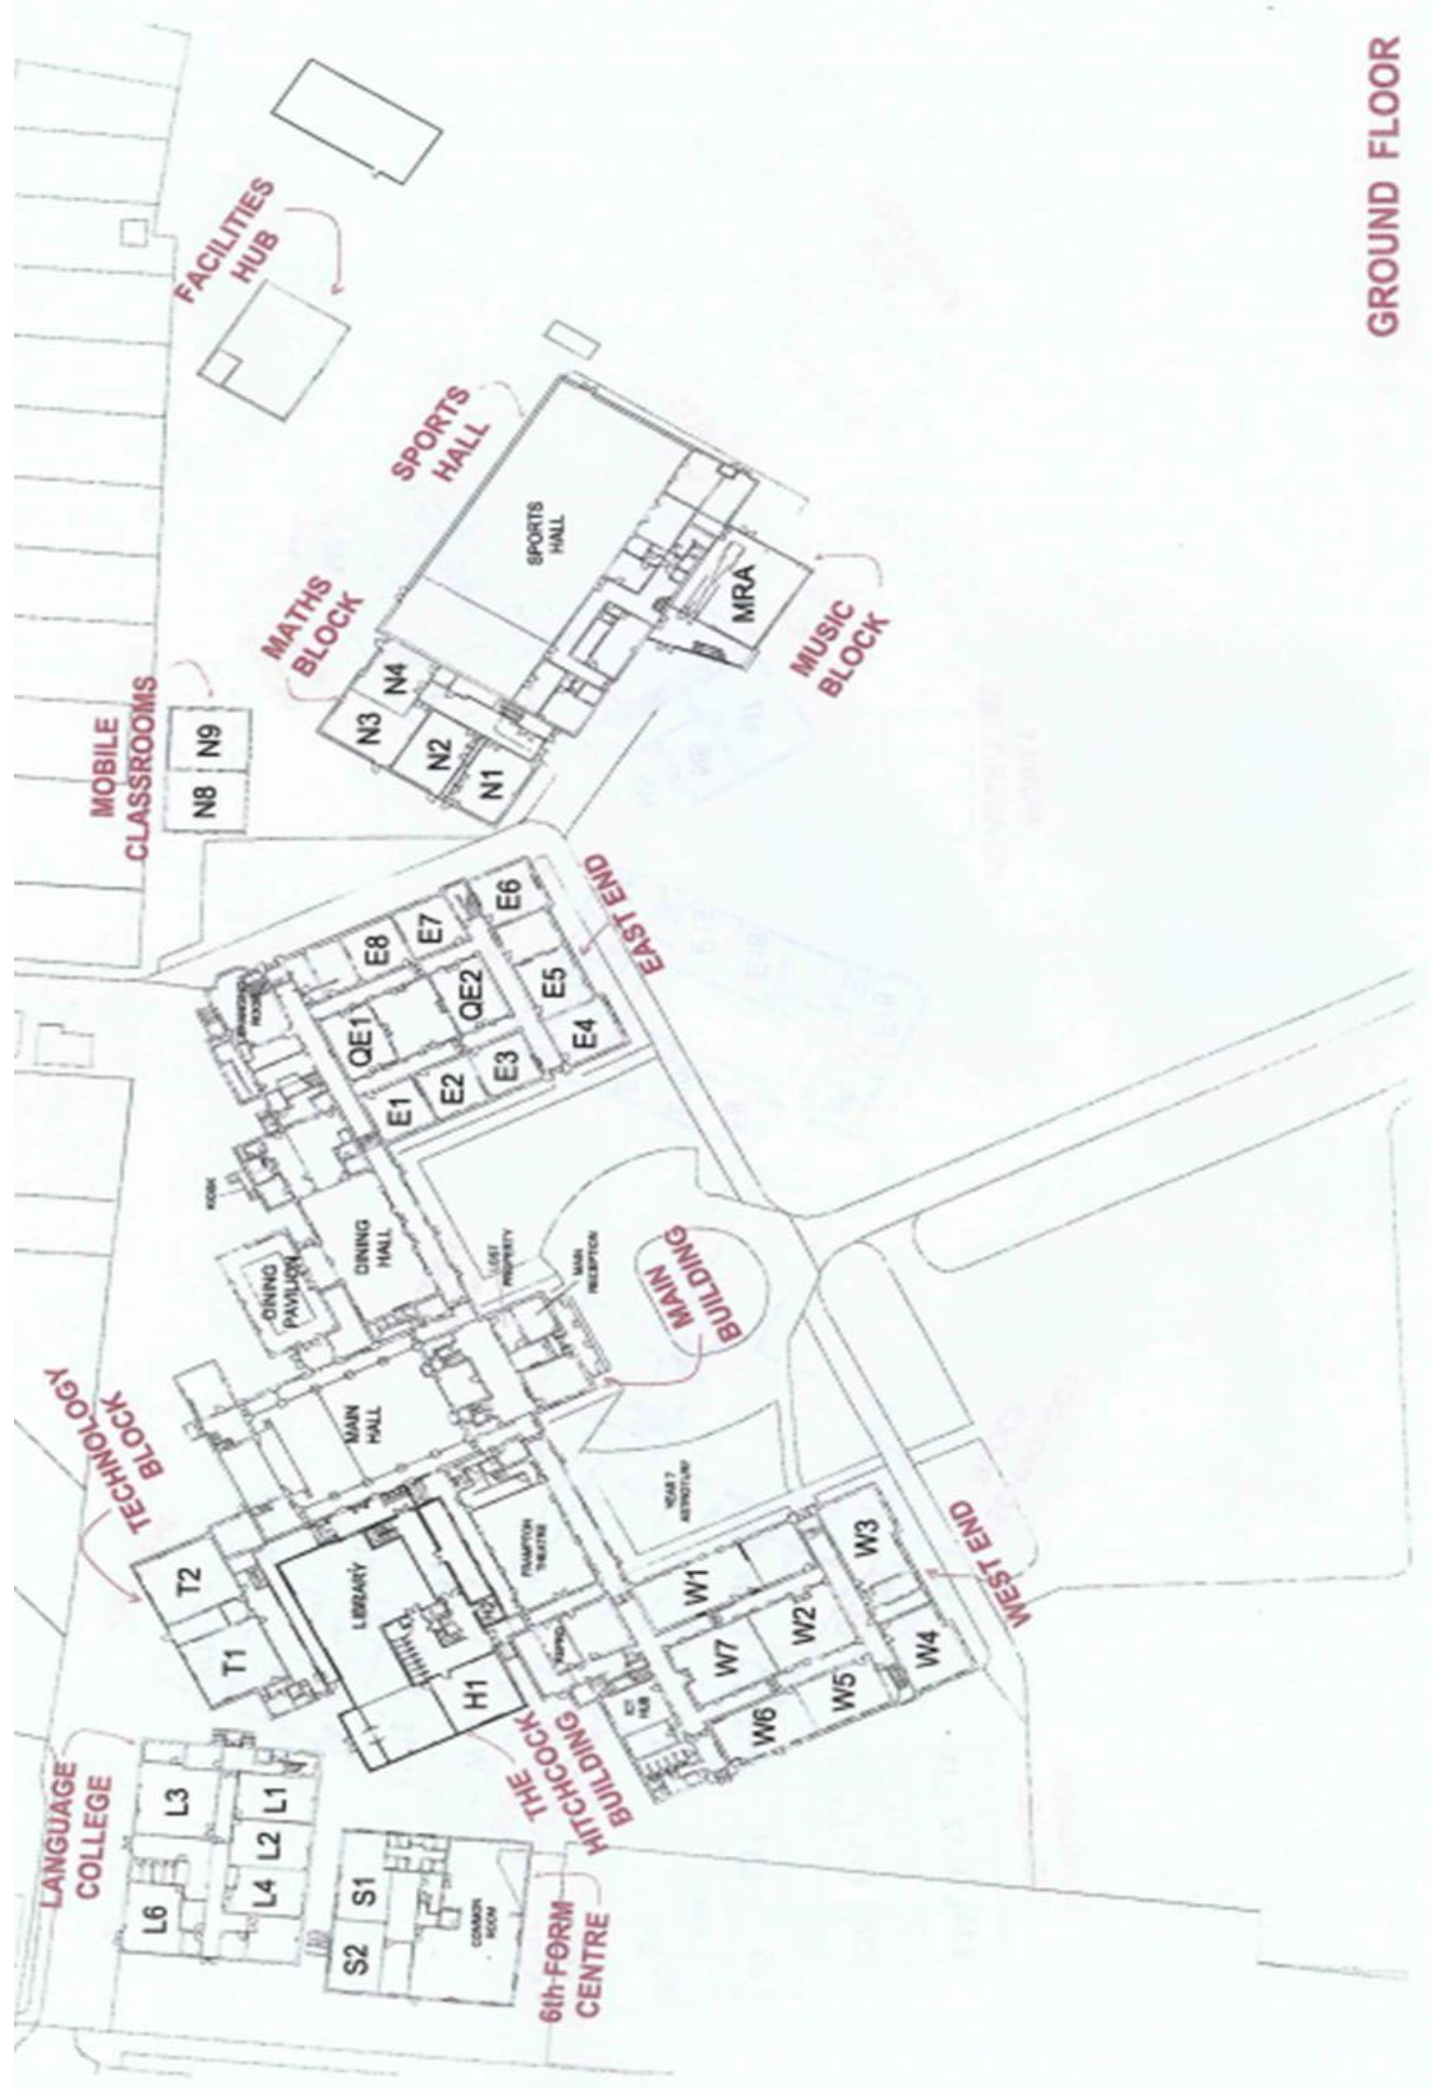 GROUND FLOOR
FACILITIES
HUB
SPORTS
HALL
SPORTS
HALL
MATHS
BLOCK
N4
N3
N2
N1
MRA
MUSIC
BLOCK
MOBILE
CLASSROOMS
N9
N8
EAST END
E6
E7
E8
QE2
QE1
E5
E4
E3
E2
E1
KIOSK
DINING
HALL
DINING
PAVILION
LOST
PROPERTY
MAIN
RECEPTION
MAIN
BUILDING
MAIN
HALL
TECHNOLOGY
BLOCK
T2
T1
LIBRARY
FRAMPTON
THEATRE
H1
THE
HITCHCOCK
BUILDING
YEAR 7
ASTROTURF
W1
W3
W2
W7
W4
W5
W6
WEST END
ICT
HUB
LANGUAGE
COLLEGE
L3
L1
L2
L4
L6
S1
S2
COMMON
ROOM
6th FORM
CENTRE